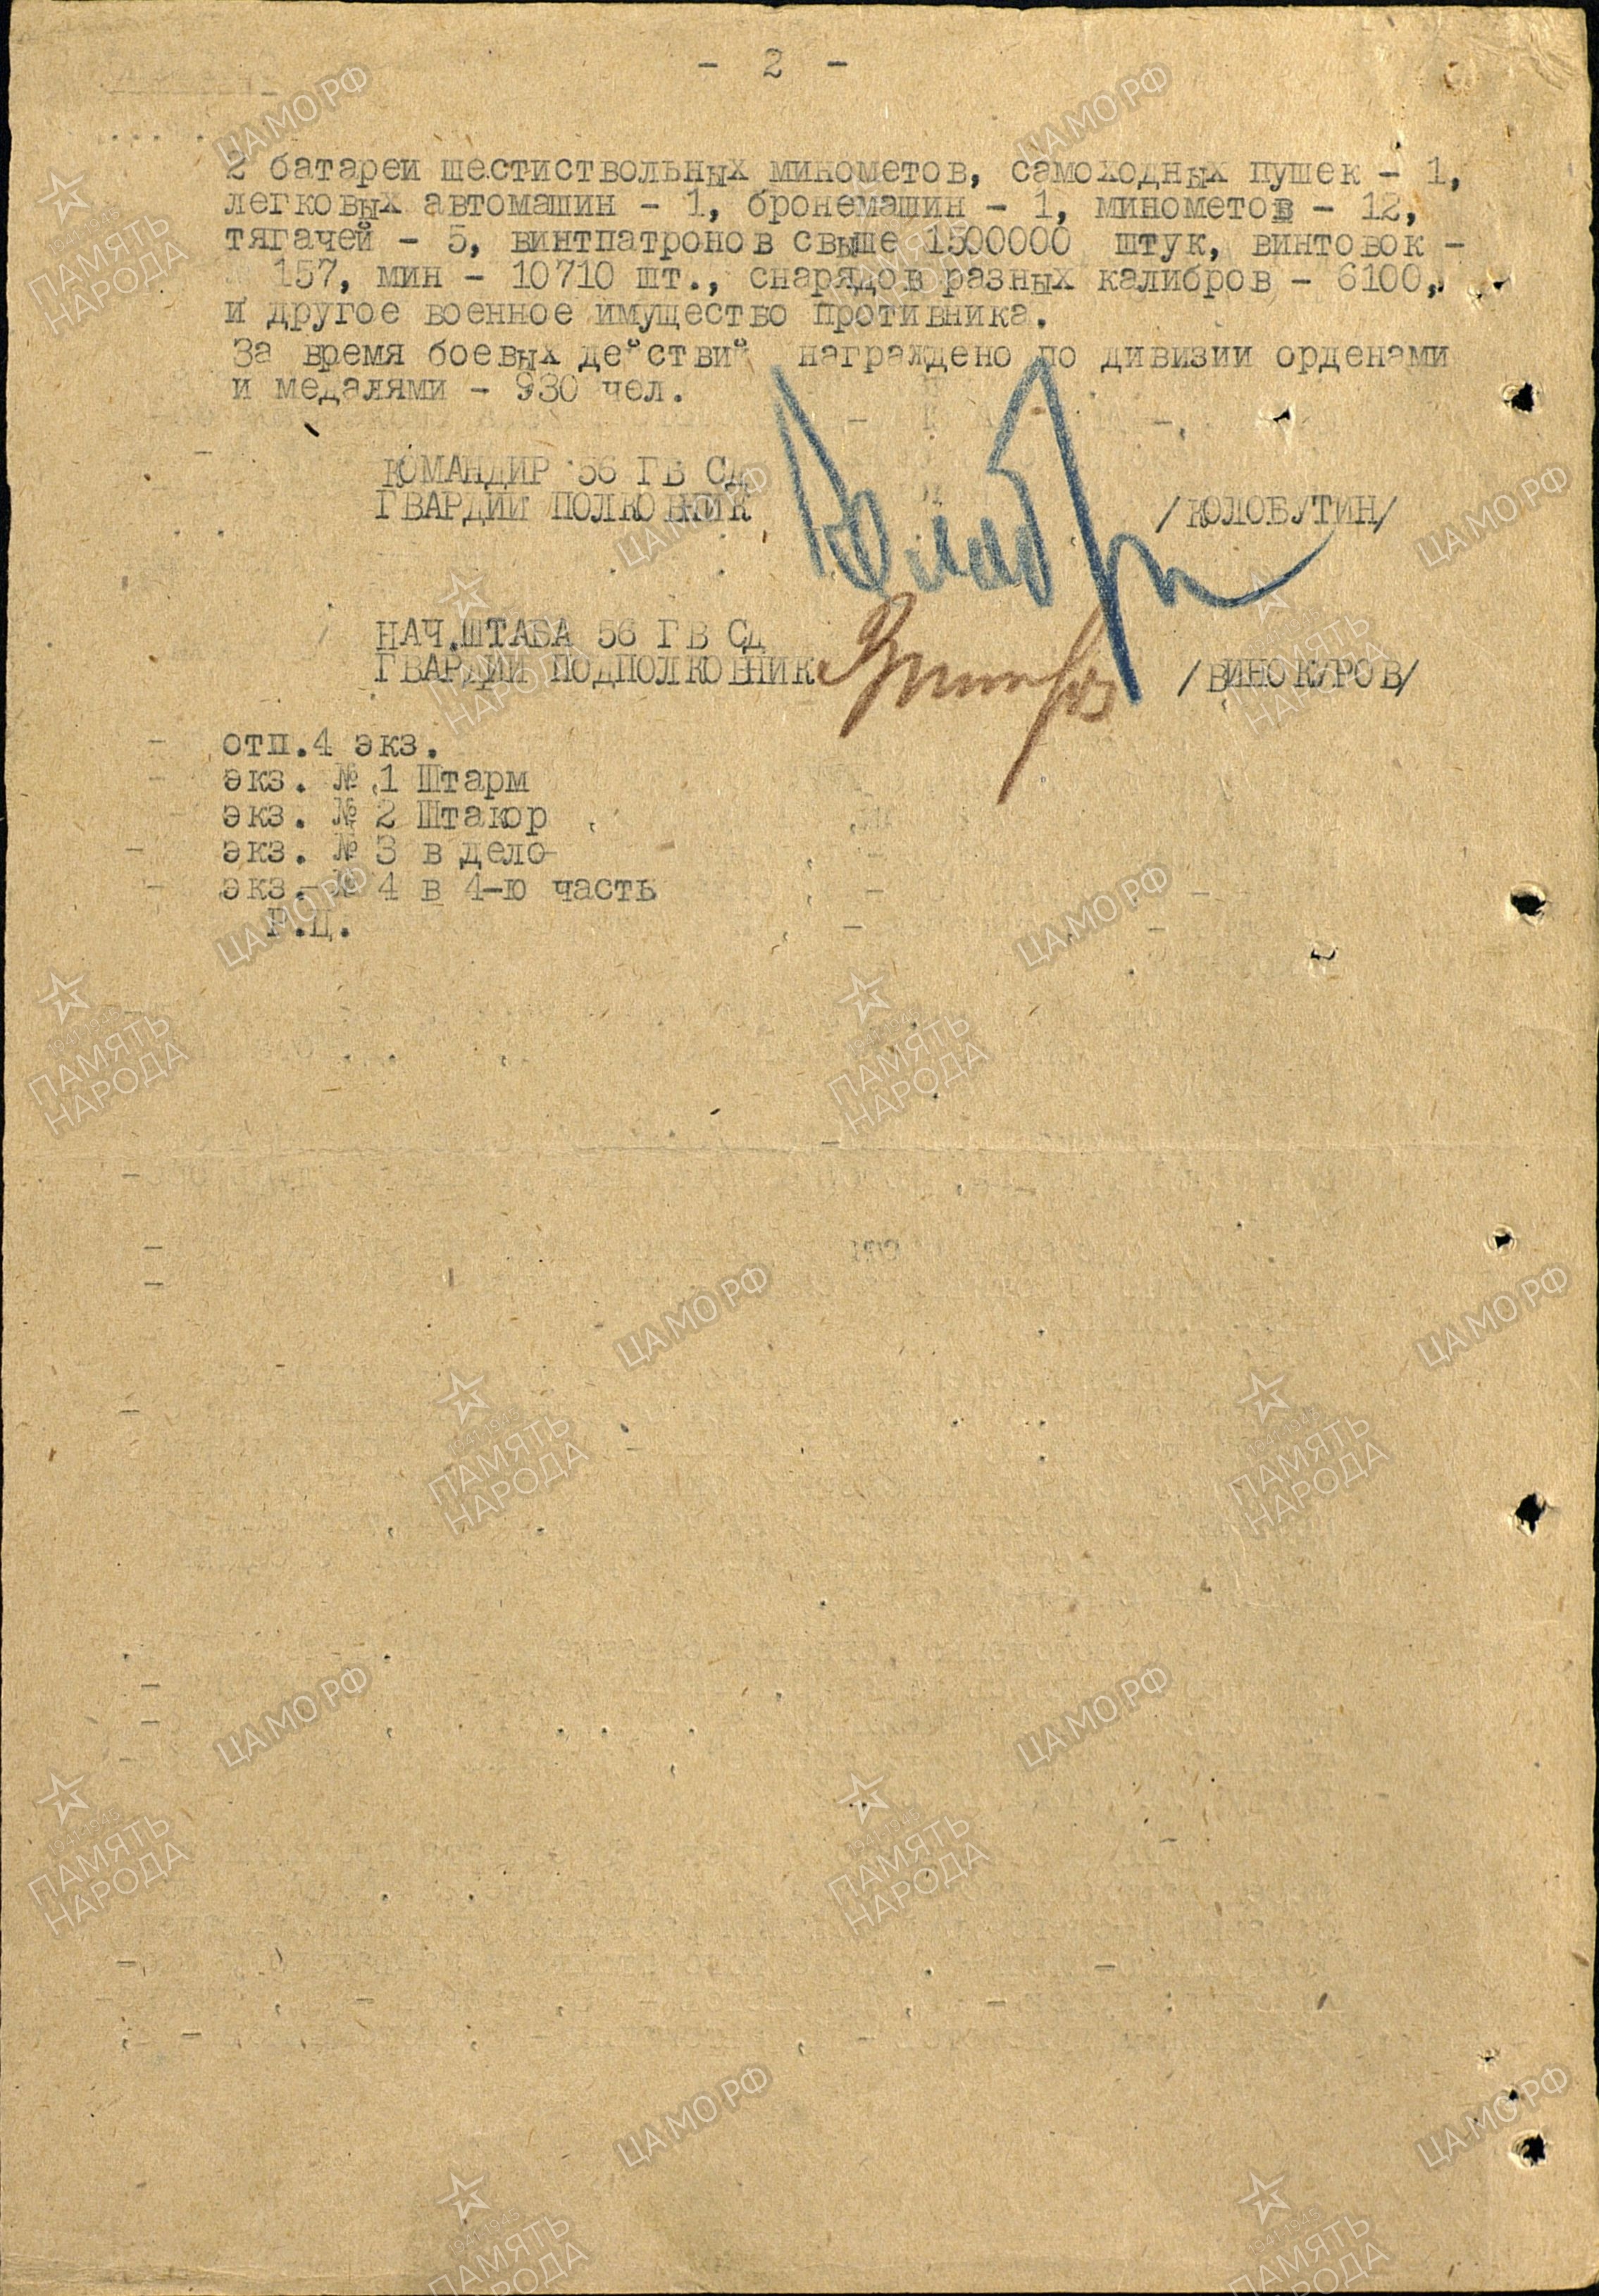 - 2 -
2 батареи шестиствольных минометов, самоходных пушек - 1,
легковых автомашин - 1, бронемашин - 1, минометов - 12,
тягачей - 5, винтпатронов свыше 1500000 штук, винтовок -
157, мин - 10710 шт., снарядов разных калибров - 6100,
и другое военное имущество противника.
За время боевых действий награждено по дивизии орденами
и медалями - 930 чел.
КОМАНДИР 56 ГВ СД
ГВАРДИИ ПОЛКОВНИК /КОЛОБУТИН/
НАЧ.ШТАБА 56 ГВ СД
ГВАРДИИ ПОДПОЛКОВНИК /ВИНОКУРОВ/
отп.4 экз.
экз. № 1 Штарм
экз. № 2 Штакор
экз. № 3 в дело
экз. № 4 в 4-ю часть
Р.Ц.